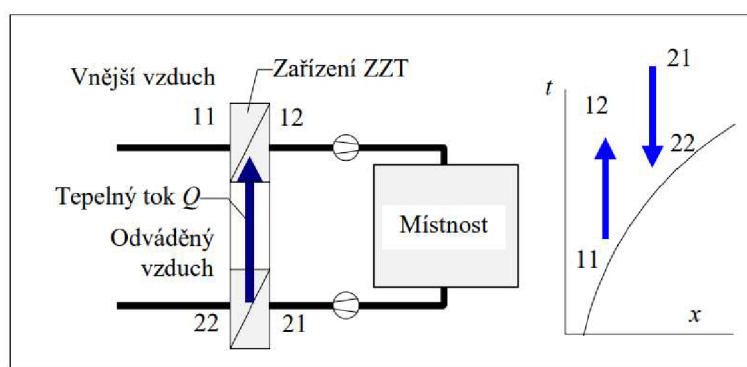 Vnější vzduch
Zařízení ZZT
11
12
Tepelný tok Q
Odváděný
vzduch
22
21
Místnost
t
12
21
22
11
x